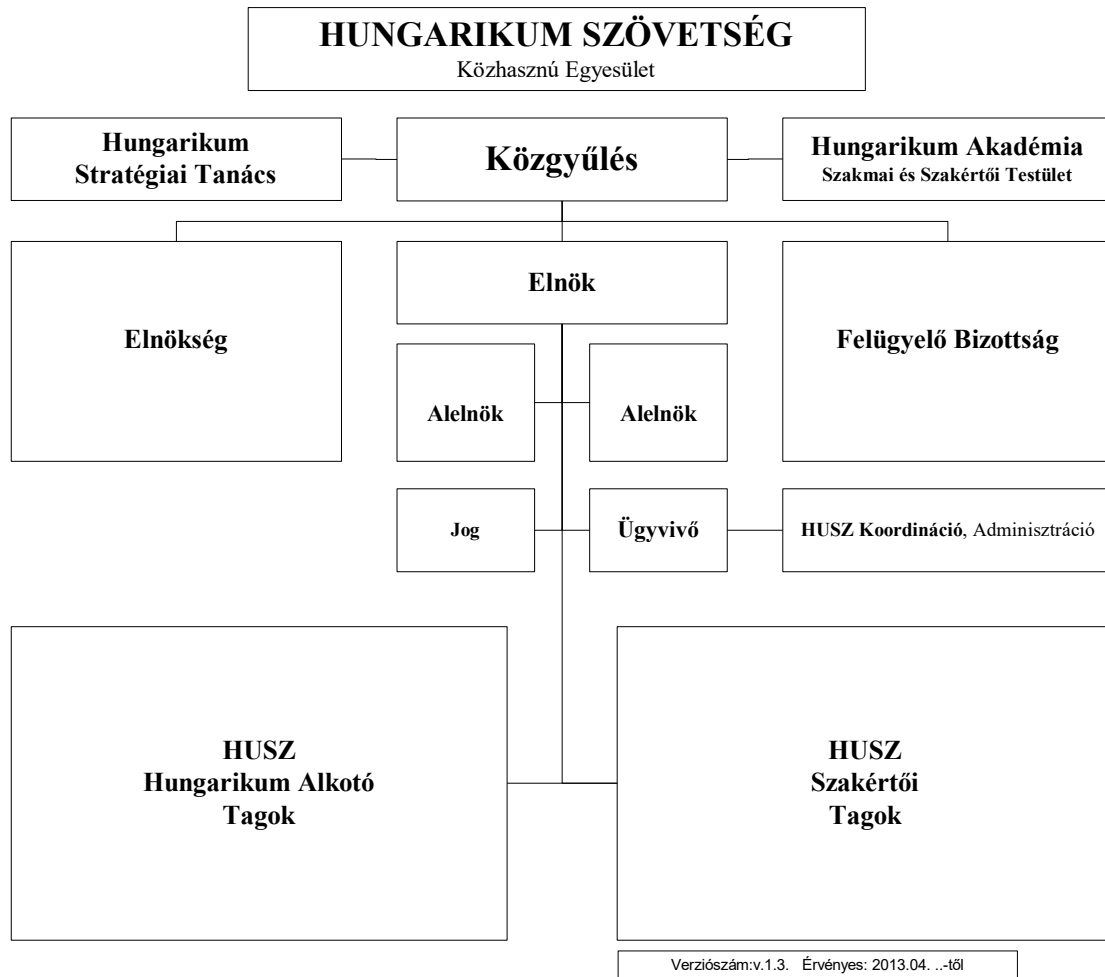 HUNGARIKUM SZÖVETSÉG
Közhasznú Egyesület
Hungarikum
Stratégiai Tanács
Közgyűlés
Hungarikum Akadémia
Szakmai és Szakértői Testület
Elnökség
Elnök
Felügyelő Bizottság
Alelnök
Alelnök
Jog
Ügyvivő
HUSZ Koordináció, Adminisztráció
HUSZ
Hungarikum Alkotó
Tagok
HUSZ
Szakértői
Tagok
Verziószám:v.1.3. Érvényes: 2013.04. ..-től